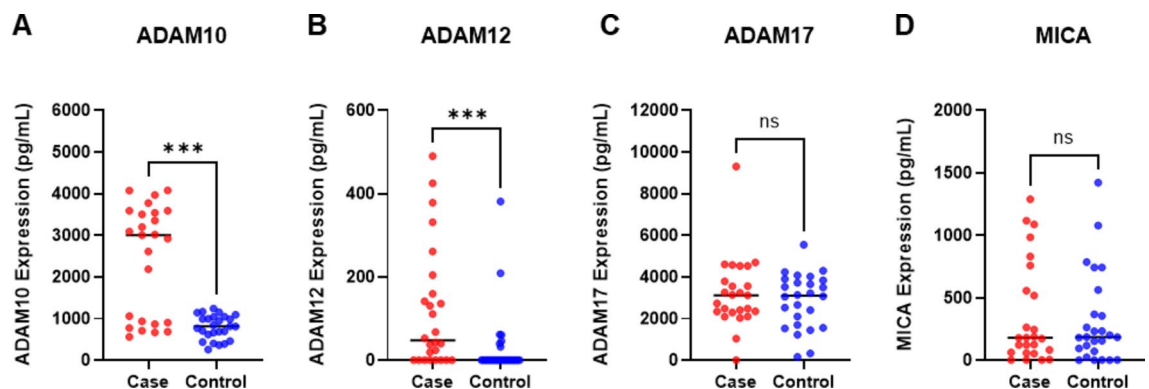 A
ADAM10
ADAM10 Expression (pg/mL)
6000
5000
4000
3000
2000
1000
0
***
Case
Control
B
ADAM12
ADAM12 Expression (pg/mL)
600
400
200
0
***
Case
Control
C
ADAM17
ADAM17 Expression (pg/mL)
12000
10000
8000
6000
4000
2000
0
ns
Case
Control
D
MICA
MICA Expression (pg/mL)
2000
1500
1000
500
0
ns
Case
Control